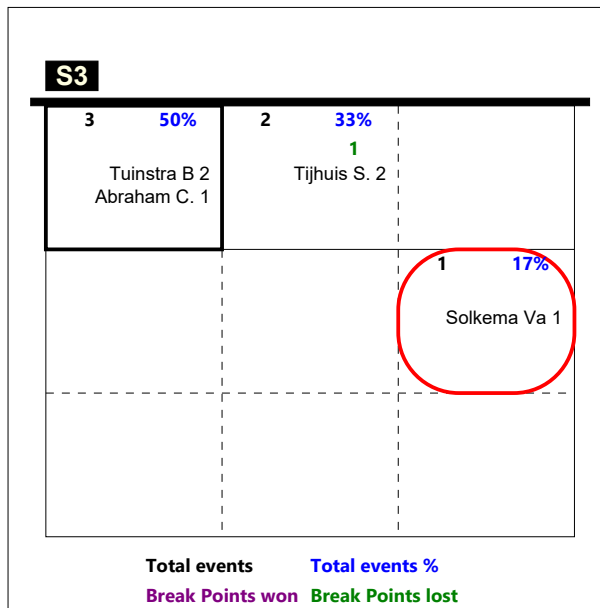 S3
3 50% 2 33%
1
Tuinstra B 2 Tijhuis S. 2
Abraham C. 1
1 17%
Solkema Va 1
Total events Total events %
Break Points won Break Points lost